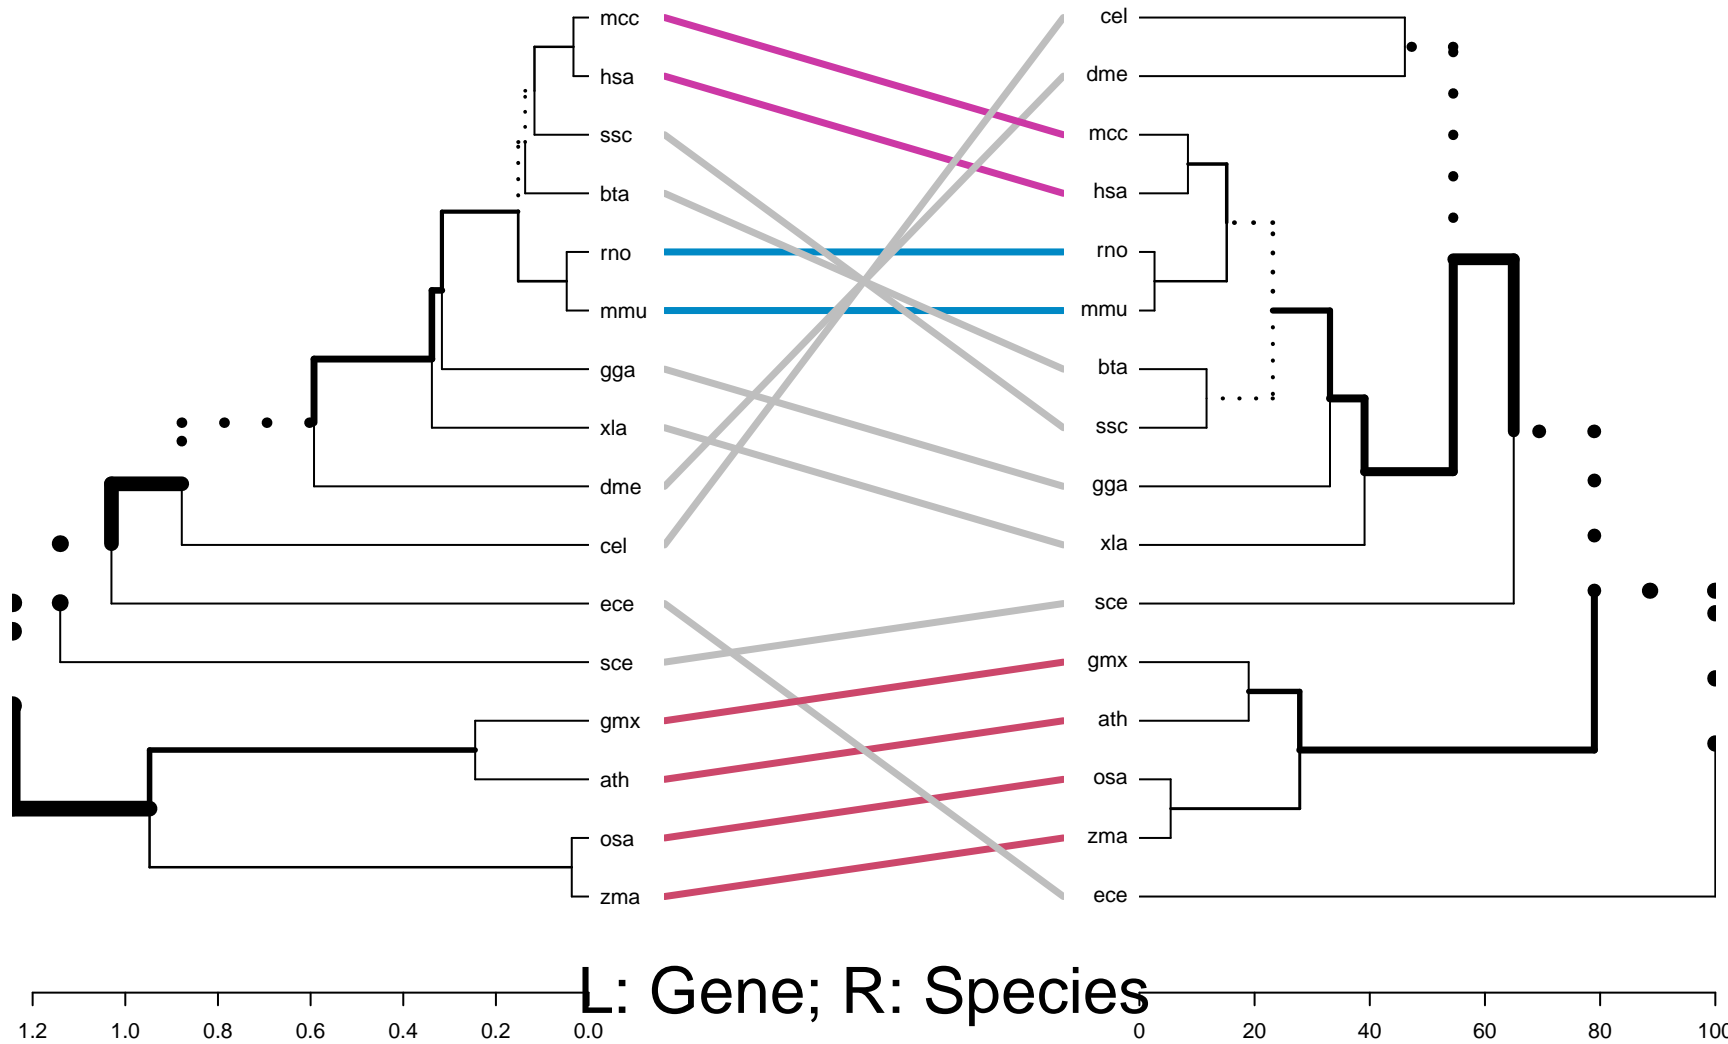 mcc
hsa
ssc
bta
rno
mmu
gga
xla
dme
cel
ece
sce
gmx
ath
osa
zma
cel
dme
mcc
hsa
rno
mmu
bta
ssc
gga
xla
sce
gmx
ath
osa
zma
ece
L: Gene; R: Species
1.2 1.0 0.8 0.6 0.4 0.2 0.0
0 20 40 60 80 100